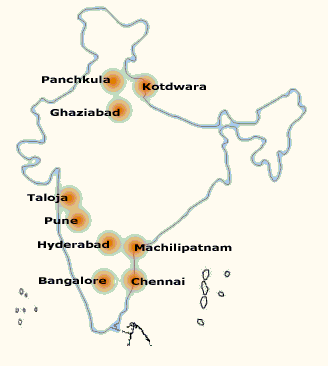 Panchkula
Kotdwara
Ghaziabad
Taloja
Pune
Hyderabad
Machilipatnam
Bangalore
Chennai